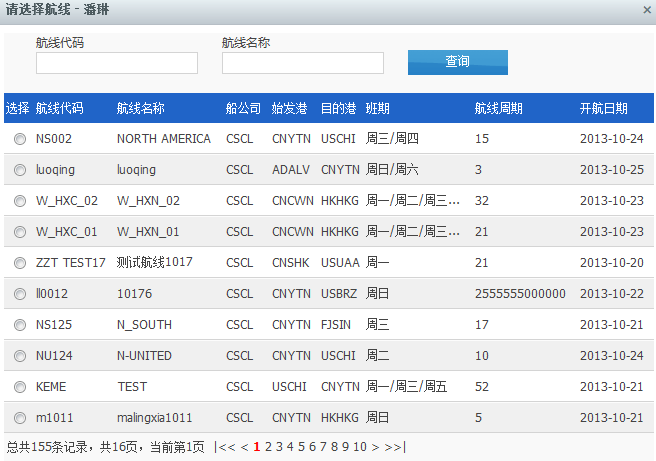 请选择航线 - 潘琳 ×
航线代码 航线名称
查询
选择 航线代码 航线名称 船公司 始发港 目的港 班期 航线周期 开航日期
NS002 NORTH AMERICA CSCL CNYTN USCHI 周三/周四 15 2013-10-24
luoqing luoqing CSCL ADALV CNYTN 周日/周六 3 2013-10-25
W_HXC_02 W_HXN_02 CSCL CNCWN HKHKG 周一/周二/周三... 32 2013-10-23
W_HXC_01 W_HXN_01 CSCL CNCWN HKHKG 周一/周二/周三... 21 2013-10-23
ZZT TEST17 测试航线1017 CSCL CNSHK USUAA 周一 21 2013-10-20
ll0012 10176 CSCL CNYTN USBRZ 周日 2555555000000 2013-10-22
NS125 N_SOUTH CSCL CNYTN FJSIN 周三 17 2013-10-21
NU124 N-UNITED CSCL CNYTN USCHI 周二 10 2013-10-24
KEME TEST CSCL USCHI CNYTN 周一/周三/周五 52 2013-10-21
m1011 malingxia1011 CSCL CNYTN HKHKG 周日 5 2013-10-21
总共155条记录，共16页，当前第1页 |<< < 1 2 3 4 5 6 7 8 9 10 > >>|